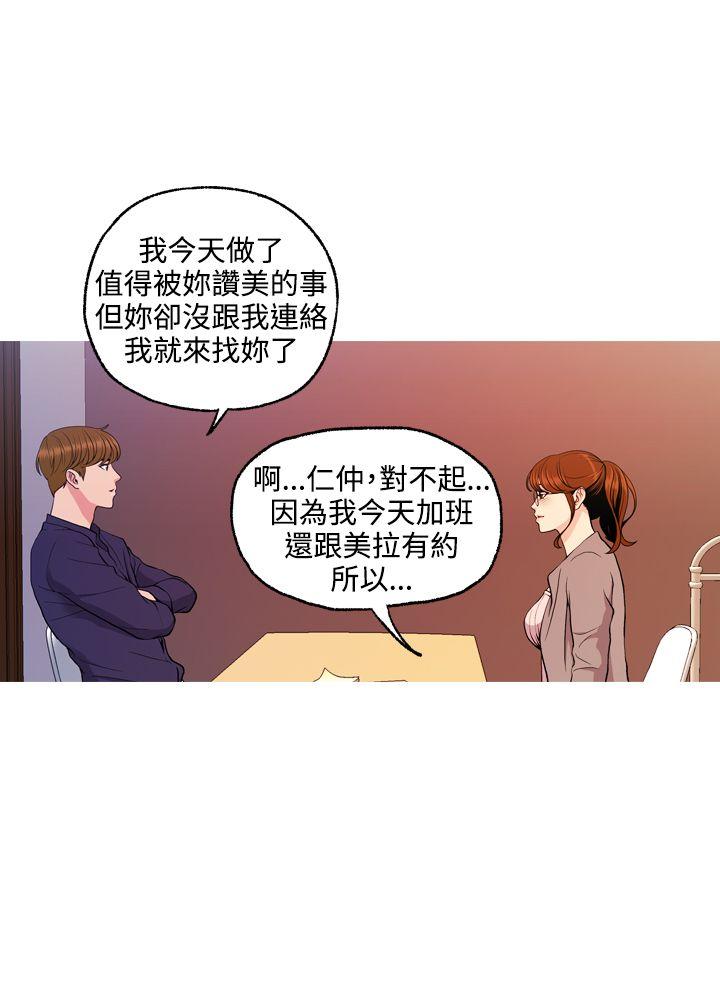 我今天做了
值得被妳讚美的事
但妳卻沒跟我連絡
我就來找妳了
啊…仁仲，對不起…
因為我今天加班
還跟美拉有約
所以…